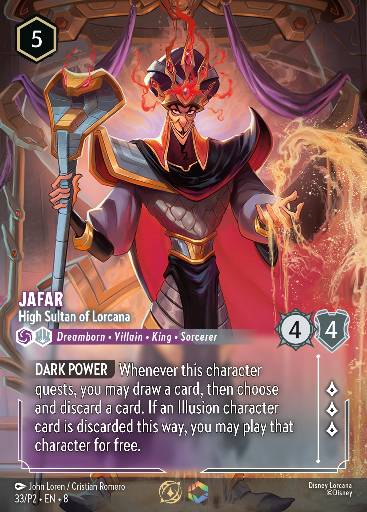 5
JAFAR
High Sultan of Lorcana
4
4
Dreamborn • Villain • King • Sorcerer
DARK POWER Whenever this character
quests, you may draw a card, then choose
and discard a card. If an Illusion character
card is discarded this way, you may play that
character for free.
John Loren / Cristian Romero
33/P2 • EN • 8
Disney Lorcana
©Disney